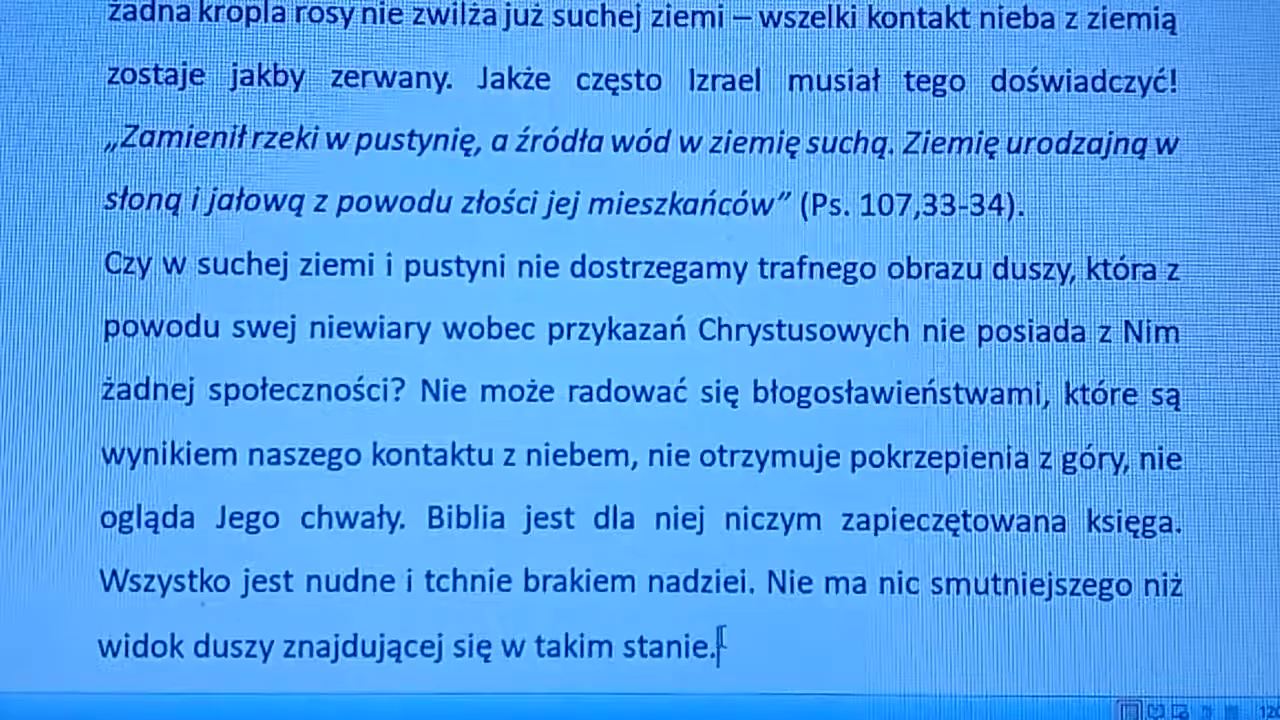 żadna kropla rosy nie zwilża już suchej ziemi – wszelki kontakt nieba z ziemią
zostaje jakby zerwany. Jakże często Izrael musiał tego doświadczyć!
„Zamienił rzeki w pustynię, a źródła wód w ziemię suchą. Ziemię urodzajną w
słoną i jałową z powodu złości jej mieszkańców” (Ps. 107,33-34).
Czy w suchej ziemi i pustyni nie dostrzegamy trafnego obrazu duszy, która z
powodu swej niewiary wobec przykazań Chrystusowych nie posiada z Nim
żadnej społeczności? Nie może radować się błogosławieństwami, które są
wynikiem naszego kontaktu z niebem, nie otrzymuje pokrzepienia z góry, nie
ogląda Jego chwały. Biblia jest dla niej niczym zapieczętowana księga.
Wszystko jest nudne i tchnie brakiem nadziei. Nie ma nic smutniejszego niż
widok duszy znajdującej się w takim stanie.